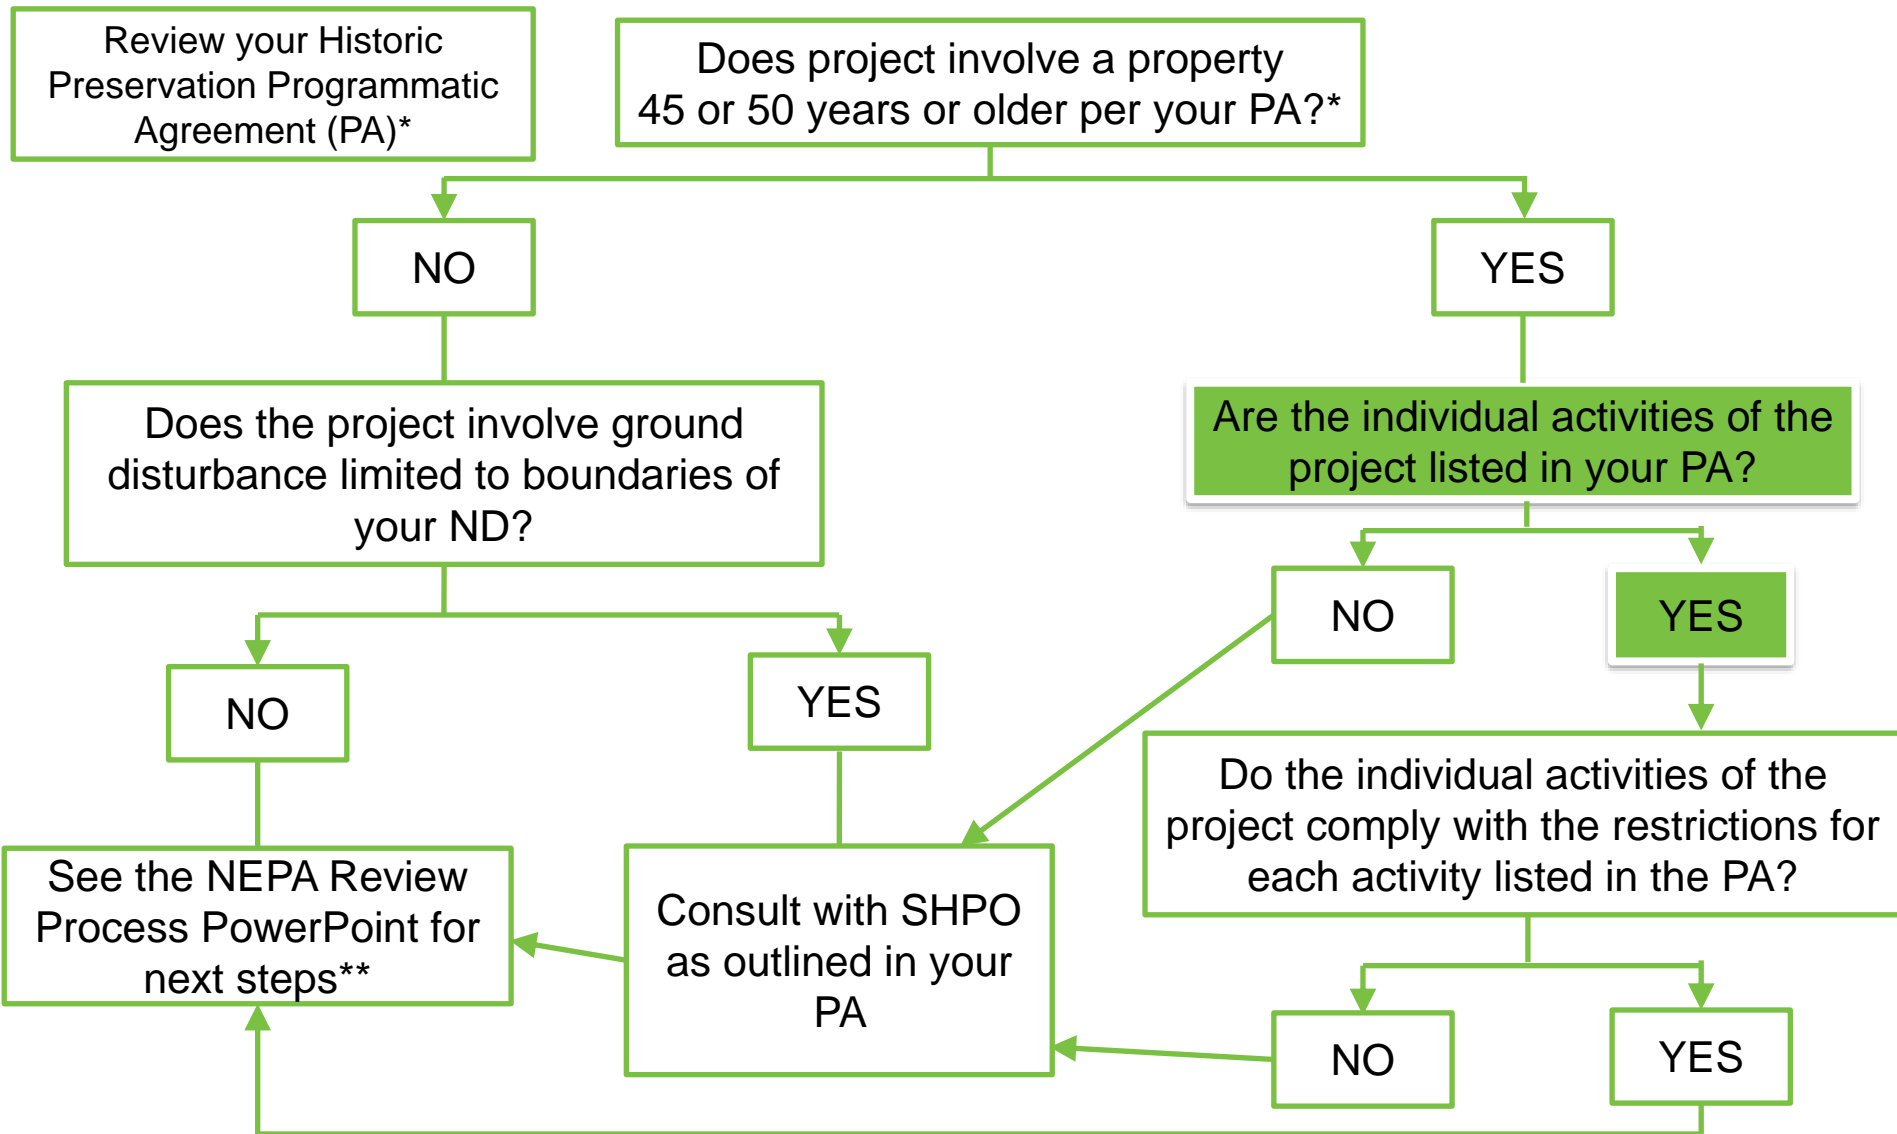 Review your Historic
Preservation Programmatic
Agreement (PA)*
Does project involve a property
45 or 50 years or older per your PA?*
NO
YES
Does the project involve ground
disturbance limited to boundaries of
your ND?
Are the individual activities of the
project listed in your PA?
NO
YES
NO
YES
Do the individual activities of the
project comply with the restrictions for
each activity listed in the PA?
See the NEPA Review
Process PowerPoint for
next steps**
Consult with SHPO
as outlined in your
PA
NO
YES